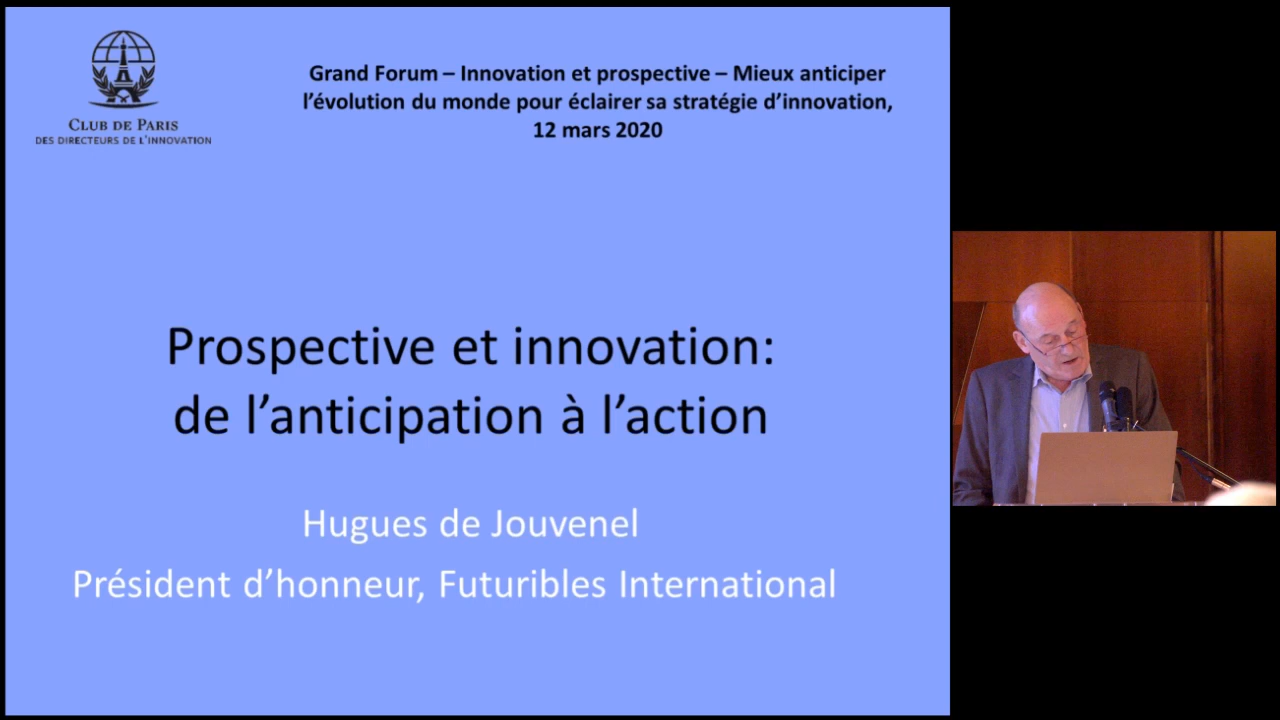 CLUB DE PARIS
DES DIRECTEURS DE L'INNOVATION
Grand Forum – Innovation et prospective – Mieux anticiper
l’évolution du monde pour éclairer sa stratégie d’innovation,
12 mars 2020
Prospective et innovation:
de l’anticipation à l’action
Hugues de Jouvenel
Président d’honneur, Futuribles International